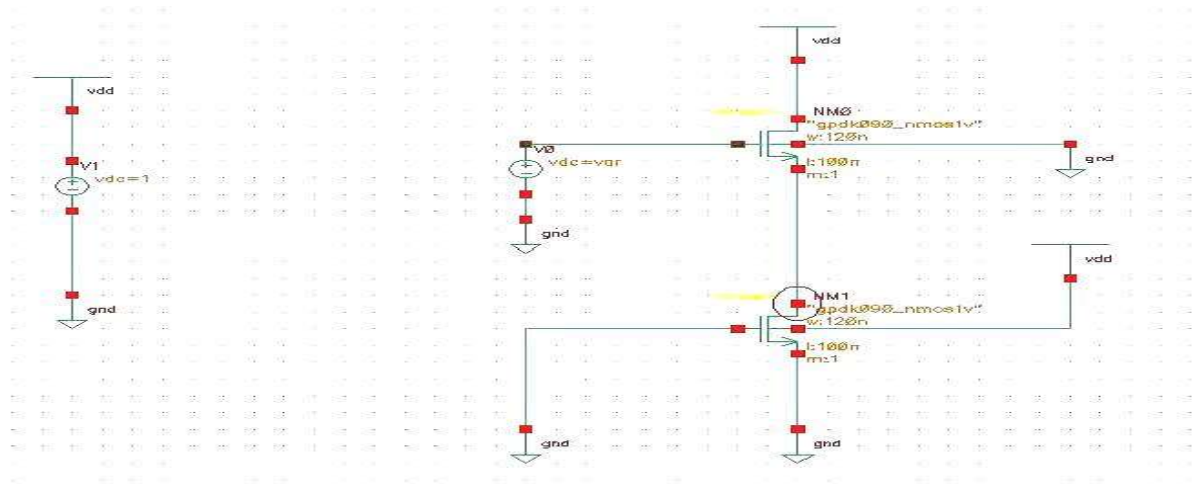 vdd
V1
vdc=1
gnd
vdd
NM0
"gpdk090_nmos1v"
w:120n
l:100n
m:1
V0
vdc=vgr
gnd
gnd
vdd
NM1
"gpdk090_nmos1v"
w:120n
l:100n
m:1
gnd
gnd